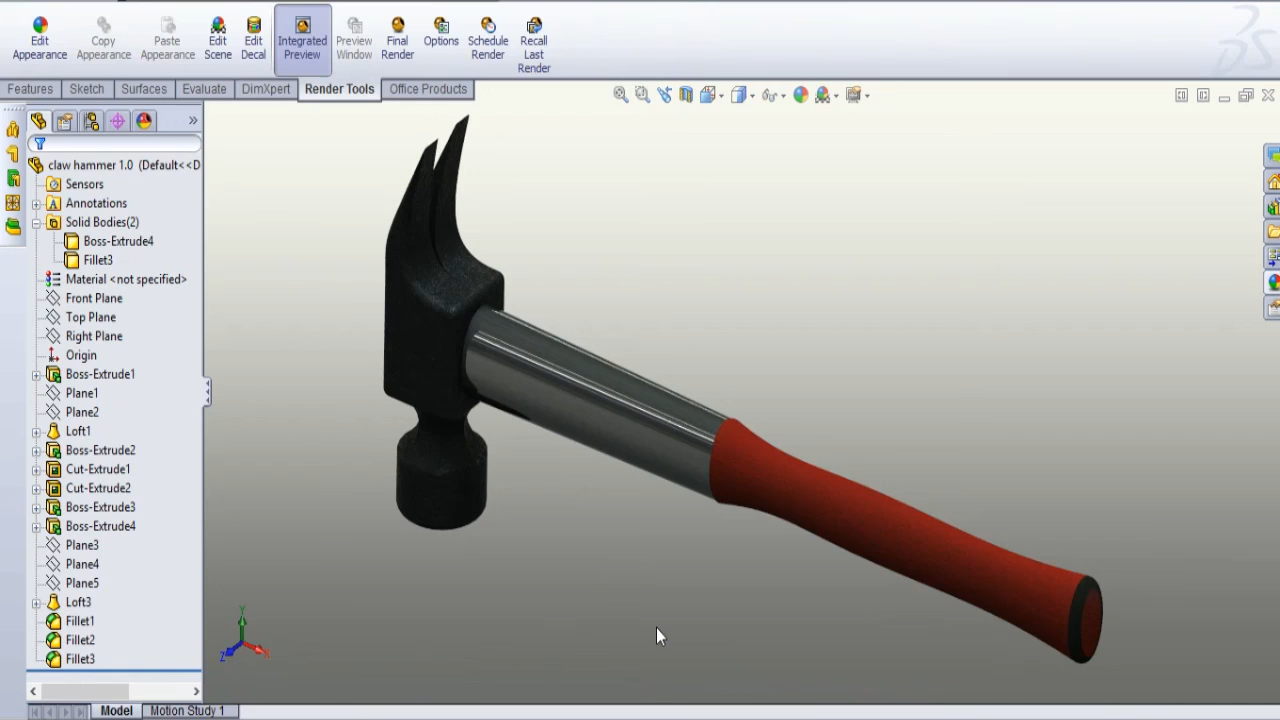 Edit Appearance
Copy Appearance
Paste Appearance
Edit Scene
Edit Decal
Integrated Preview
Preview Window
Final Render
Options
Schedule Render
Recall Last Render
Features
Sketch
Surfaces
Evaluate
DimXpert
Render Tools
Office Products
claw hammer 1.0 (Default<<D
Sensors
Annotations
Solid Bodies(2)
Boss-Extrude4
Fillet3
Material <not specified>
Front Plane
Top Plane
Right Plane
Origin
Boss-Extrude1
Plane1
Plane2
Loft1
Boss-Extrude2
Cut-Extrude1
Cut-Extrude2
Boss-Extrude3
Boss-Extrude4
Plane3
Plane4
Plane5
Loft3
Fillet1
Fillet2
Fillet3
Y
Z
X
Model
Motion Study 1